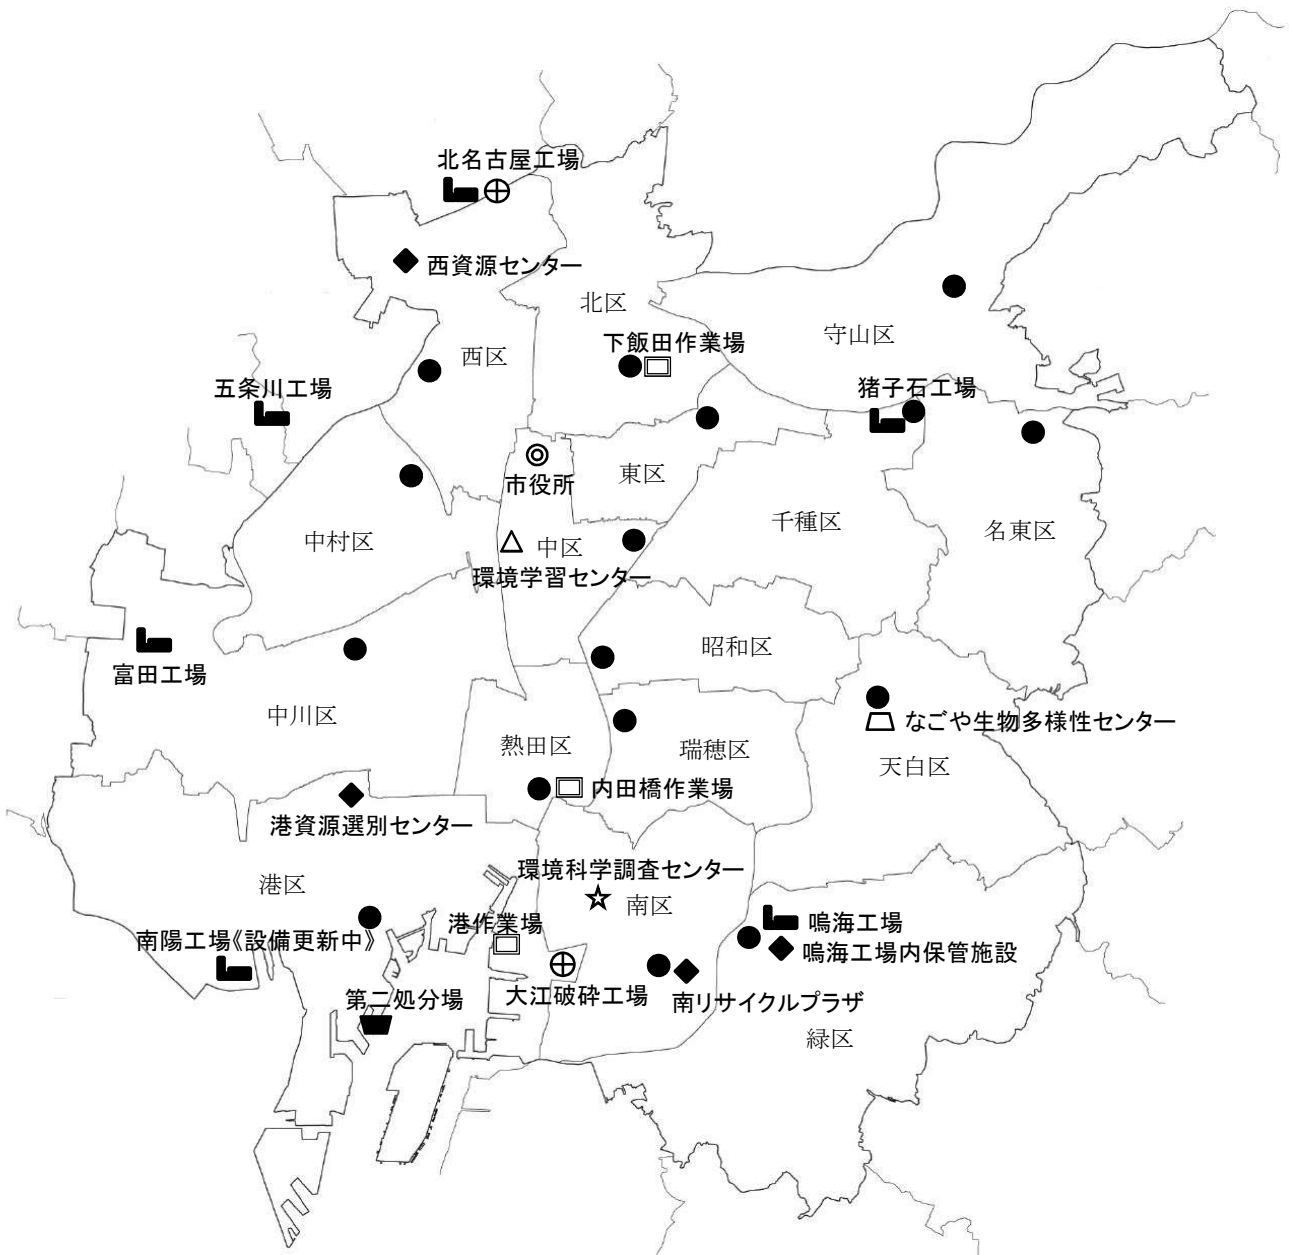 北名古屋工場
西資源センター
北区
守山区
下飯田作業場
西区
五条川工場
猪子石工場
市役所
東区
千種区
名東区
中村区
中区
環境学習センター
昭和区
富田工場
中川区
なごや生物多様性センター
熱田区
瑞穂区
天白区
内田橋作業場
港資源選別センター
環境科学調査センター
港区
南区
港作業場
鳴海工場
南陽工場《設備更新中》
鳴海工場内保管施設
第二処分場
大江破砕工場
南リサイクルプラザ
緑区